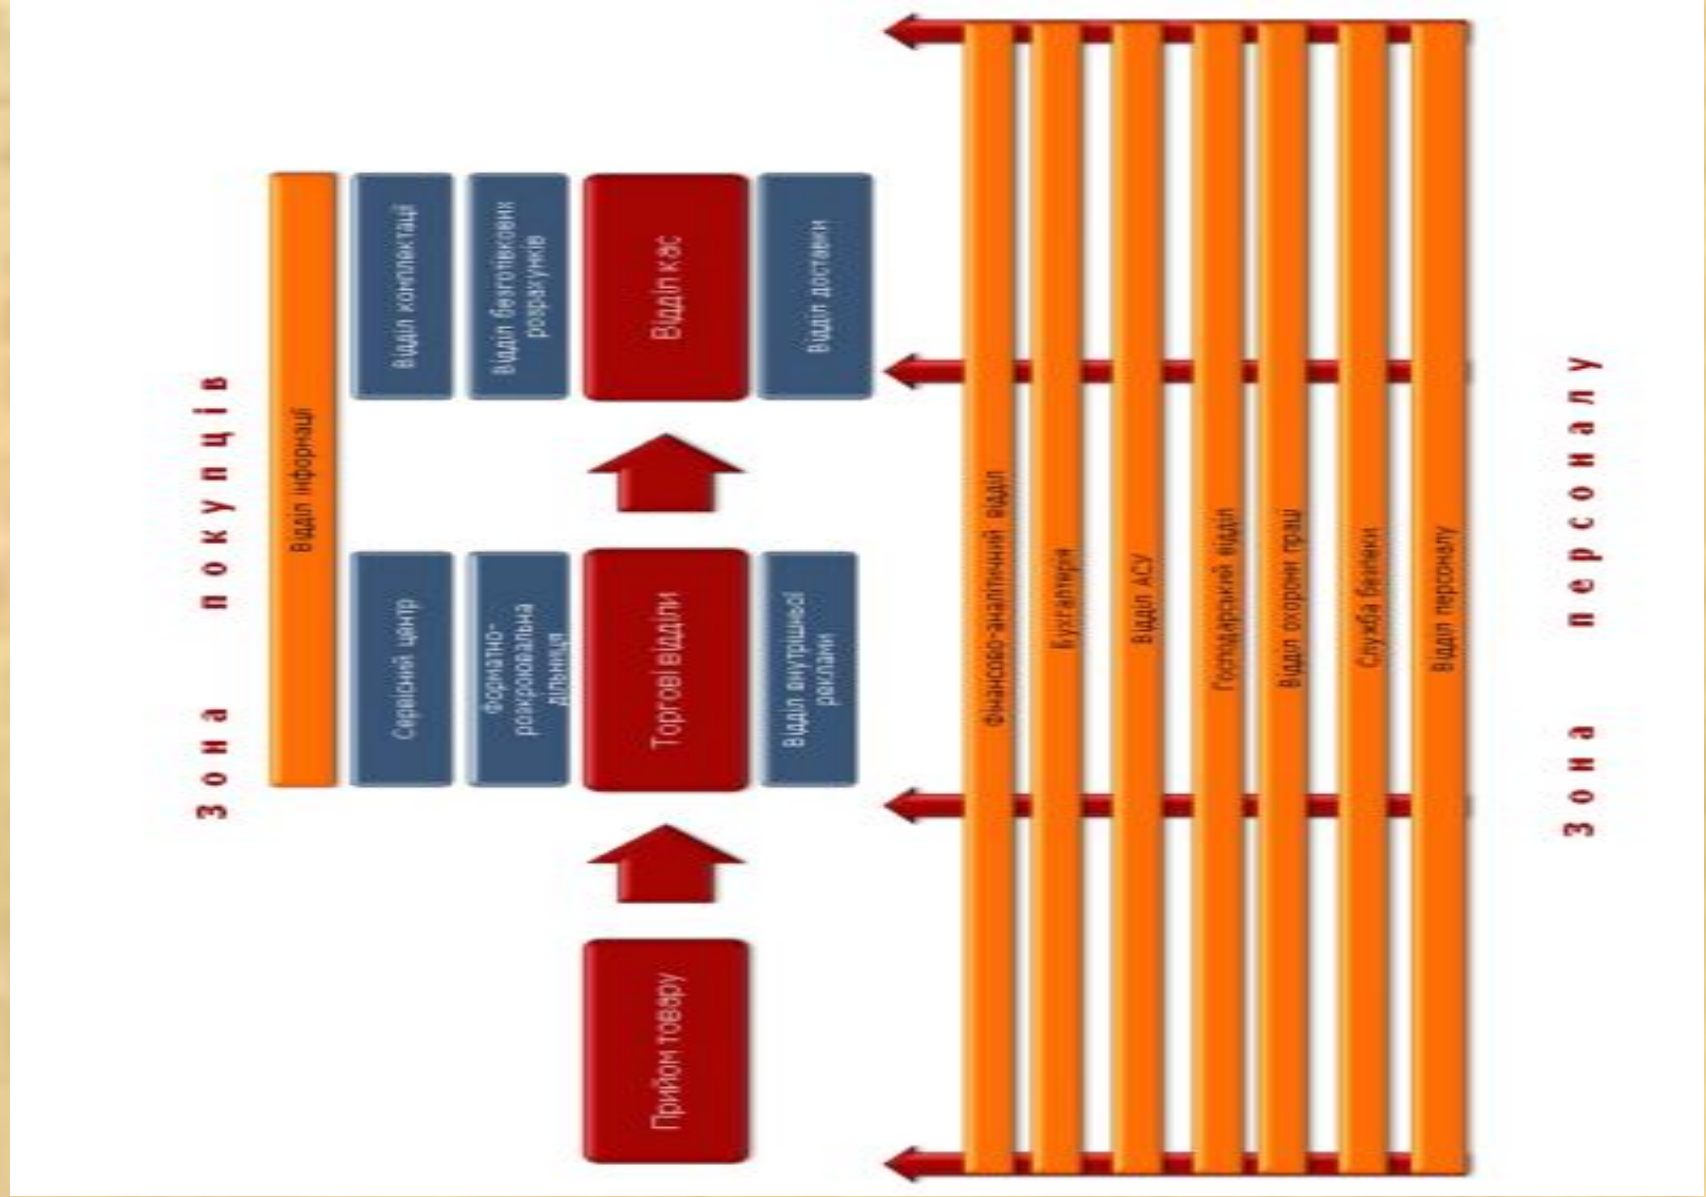 Зона покупців
Відділ інформації
Сервісний центр
Відділ комплектації
Форматно-
розкроювальна
дільниця
Відділ безготівкових
розрахунків
Прийом товару
Торгові відділи
Відділ кас
Відділ внутрішньої
реклами
Відділ доставки
Фінансово-аналітичний відділ
Бухгалтерія
Відділ АСУ
Господарський відділ
Відділ охорони праці
Служба безпеки
Відділ персоналу
Зона персоналу